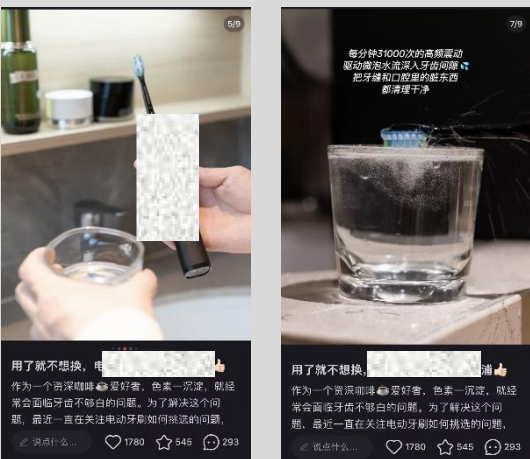 5/9
用了就不想换，电
作为一个资深咖啡☕爱好者，色素一沉淀，就经
常会面临牙齿不够白的问题。为了解决这个问
题，最近一直在关注电动牙刷如何挑选的问题，
说点什么...
1780
545
293
7/9
每分钟31000次的高频震动
驱动微泡水流深入牙齿间隙💦
把牙缝和口腔里的脏东西
都清理干净
用了就不想换，
浦👍
作为一个资深咖啡☕爱好者，色素一沉淀，就经
常会面临牙齿不够白的问题。为了解决这个问
题，最近一直在关注电动牙刷如何挑选的问题，
说点什么...
1780
545
293